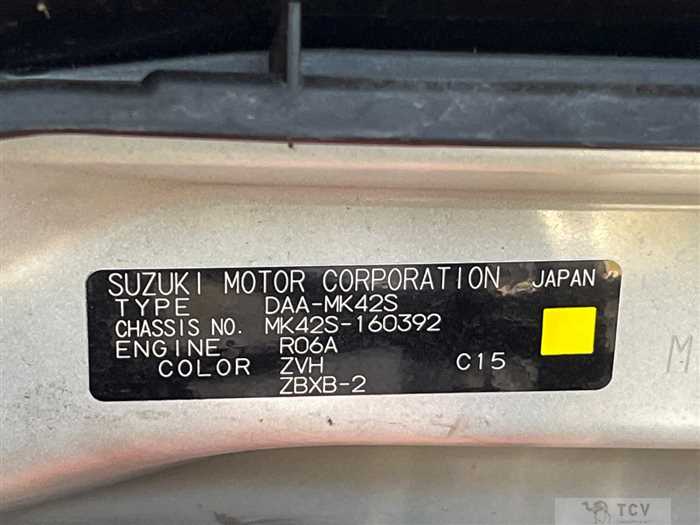 SUZUKI MOTOR CORPORATION JAPAN
TYPE DAA-MK42S
CHASSIS NO. MK42S-160392
ENGINE R06A
COLOR ZVH C15
ZBXB-2
M
TCV